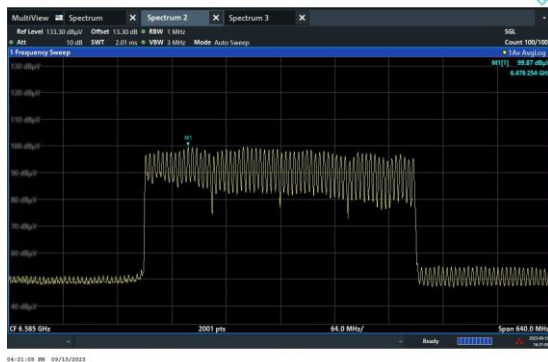 MultiView Spectrum X Spectrum 2 X Spectrum 3 X
Ref Level 133.30 dBµV Offset 13.30 dB RBW 1 MHz SGL
Att 10 dB SWT 2.01 ms VBW 3 MHz Mode Auto Sweep Count 100/100
1 Frequency Sweep 1Av AvgLog
M1[1] 99.87 dBµV
6.476 254 GHz
130 dBµV
120 dBµV
110 dBµV
M1
100 dBµV
90 dBµV
80 dBµV
70 dBµV
60 dBµV
50 dBµV
40 dBµV
CF 6.585 GHz 2001 pts 64.0 MHz/ Span 640.0 MHz
Ready
04:21:05 PM 09/13/2023